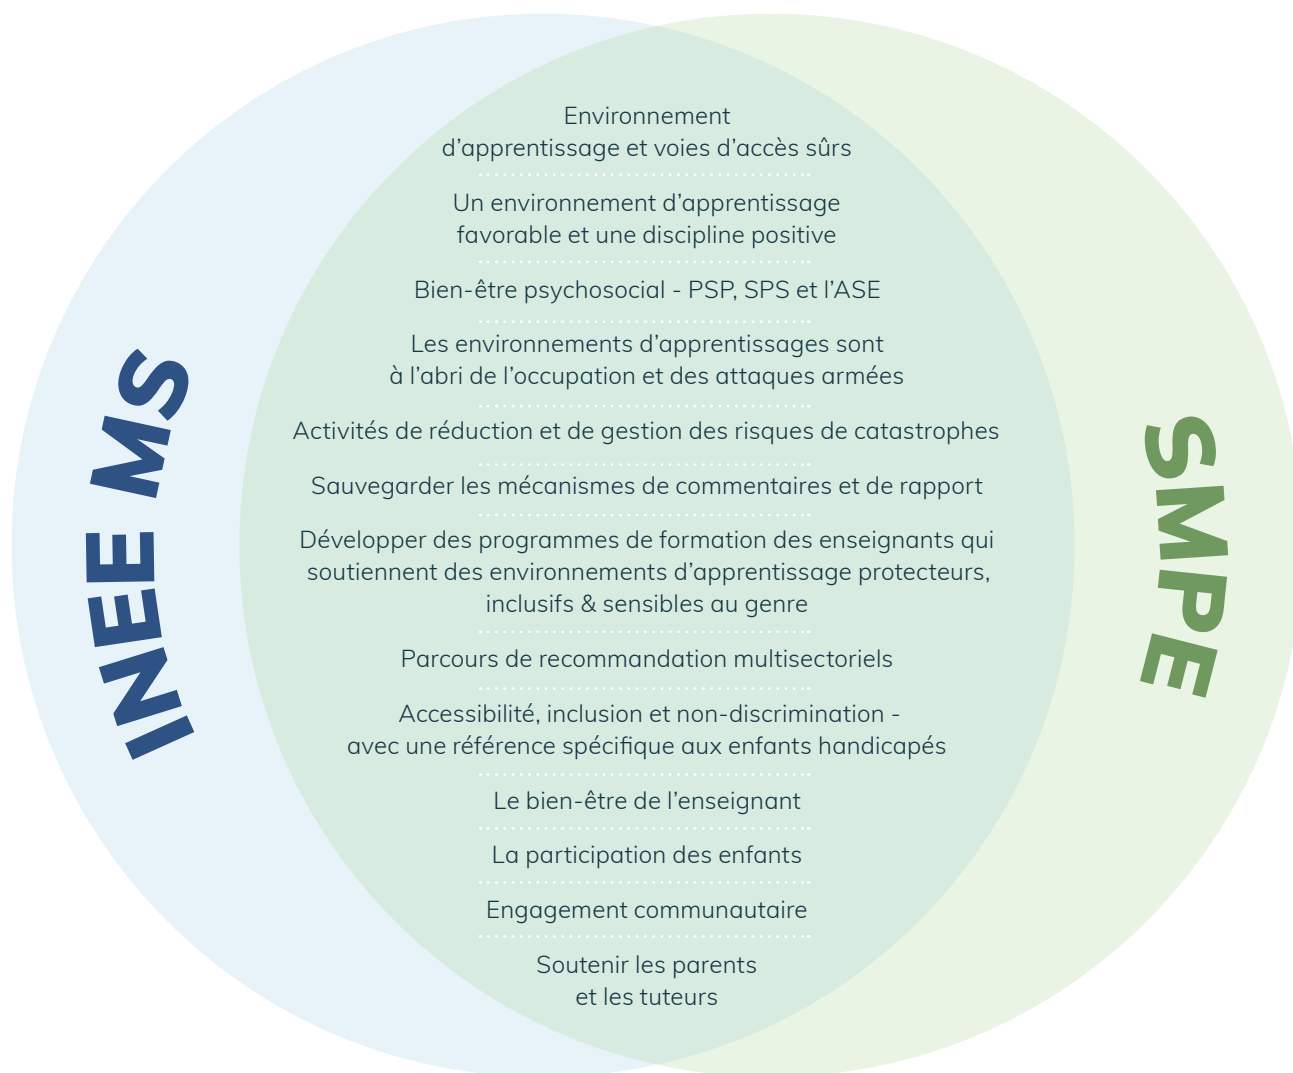 Environnement
d’apprentissage et voies d’accès sûrs
Un environnement d’apprentissage
favorable et une discipline positive
Bien-être psychosocial - PSP, SPS et l’ASE
Les environnements d’apprentissages sont
à l’abri de l’occupation et des attaques armées
Activités de réduction et de gestion des risques de catastrophes
Sauvegarder les mécanismes de commentaires et de rapport
Développer des programmes de formation des enseignants qui
soutiennent des environnements d’apprentissage protecteurs,
inclusifs & sensibles au genre
Parcours de recommandation multisectoriels
Accessibilité, inclusion et non-discrimination -
avec une référence spécifique aux enfants handicapés
Le bien-être de l’enseignant
La participation des enfants
Engagement communautaire
Soutenir les parents
et les tuteurs
INEE MS
SMPE